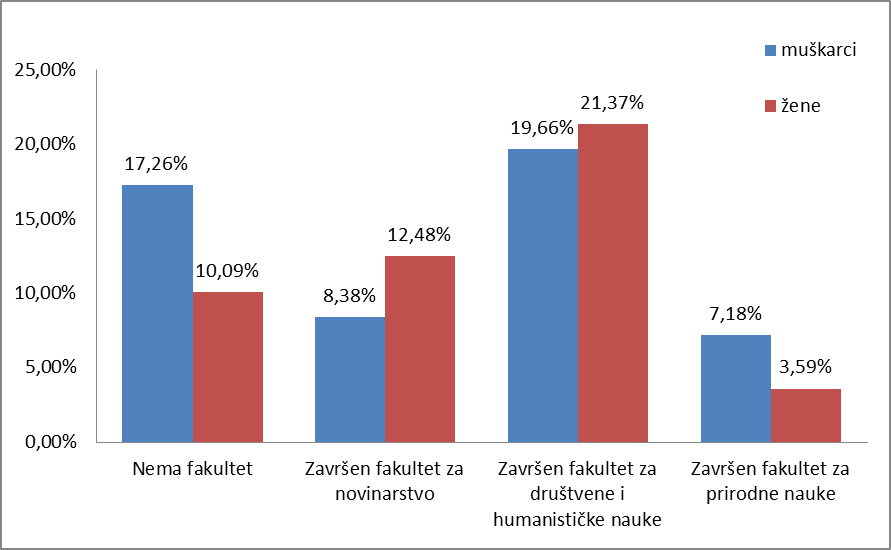 muškarci
žene
25,00%
20,00%
15,00%
10,00%
5,00%
0,00%
17,26%
10,09%
8,38%
12,48%
19,66%
21,37%
7,18%
3,59%
Nema fakultet
Završen fakultet za
novinarstvo
Završen fakultet za
društvene i
humanističke nauke
Završen fakultet za
prirodne nauke